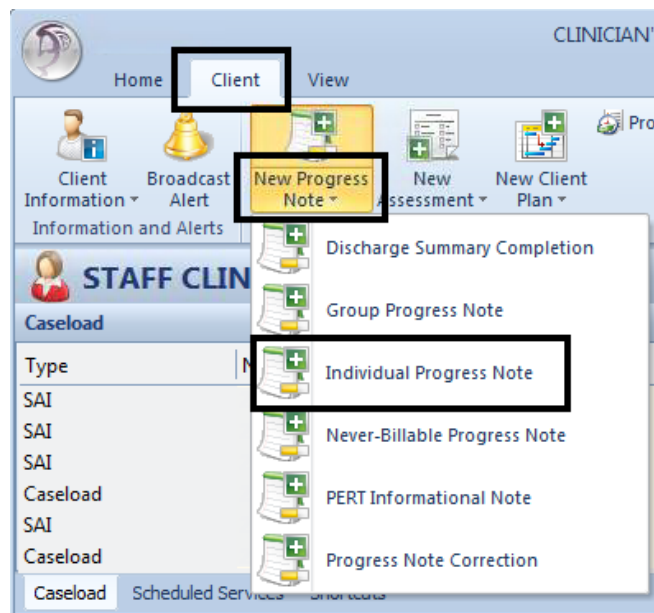 CLINICIAN'
Home Client View
Pro
Client Information
Broadcast Alert
New Progress Note
New Assessment
New Client Plan
Information and Alerts
STAFF CLIN
Caseload
Type N
SAI
SAI
SAI
Caseload
SAI
Caseload
Discharge Summary Completion
Group Progress Note
Individual Progress Note
Never-Billable Progress Note
PERT Informational Note
Progress Note Correction
Caseload Scheduled Services Shortcuts